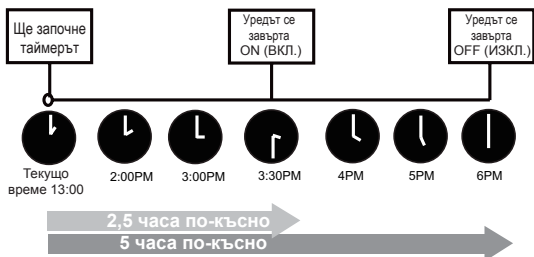 Ще започне
таймерът
Уредът се
завърта
ON (ВКЛ.)
Уредът се
завърта
OFF (ИЗКЛ.)
Текущо
време 13:00
2:00PM
3:00PM
3:30PM
4PM
5PM
6PM
2,5 часа по-късно
5 часа по-късно